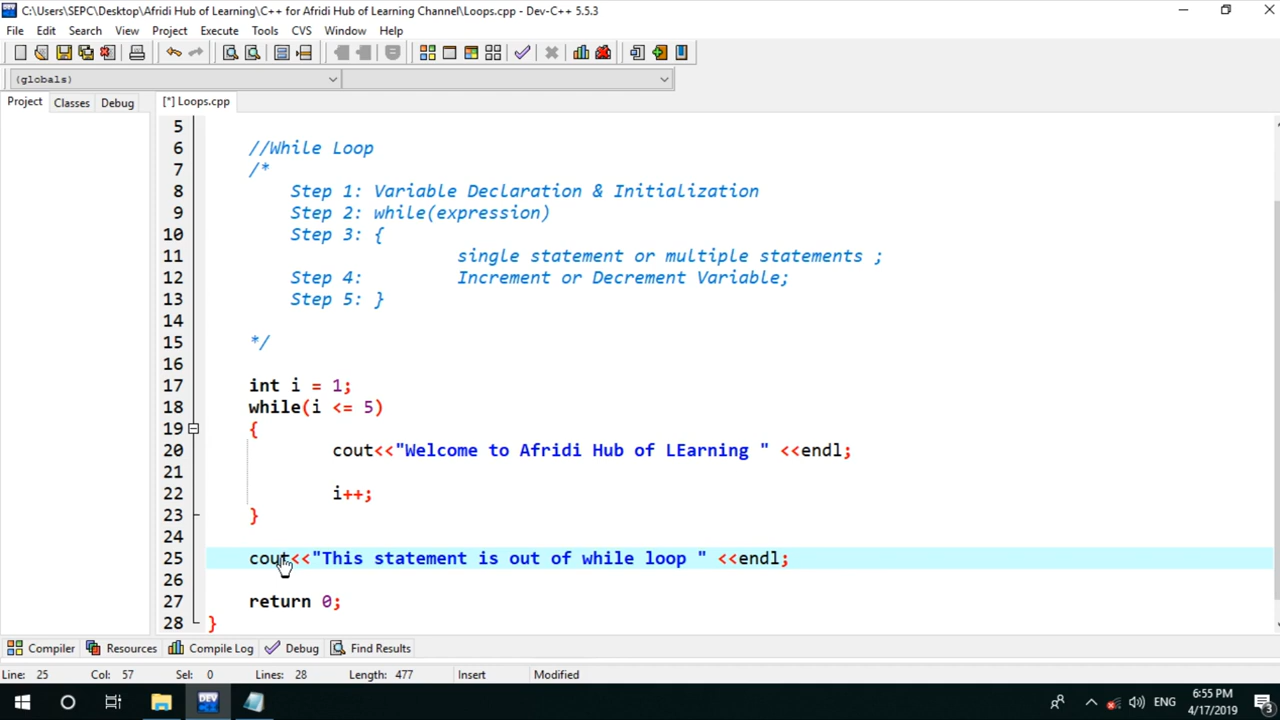 C:\Users\SEPC\Desktop\Afridi Hub of Learning\C++ for Afridi Hub of Learning Channel\Loops.cpp - Dev-C++ 5.5.3
File Edit Search View Project Execute Tools CVS Window Help
(globals)
Project Classes Debug [*] Loops.cpp
5
6 //While Loop
7 /*
8 Step 1: Variable Declaration & Initialization
9 Step 2: while(expression)
10 Step 3: {
11 single statement or multiple statements ;
12 Step 4: Increment or Decrement Variable;
13 Step 5: }
14
15 */
16
17 int i = 1;
18 while(i <= 5)
19 {
20 cout<<"Welcome to Afridi Hub of LEarning " <<endl;
21
22 i++;
23 }
24
25 cout<<"This statement is out of while loop " <<endl;
26
27 return 0;
28 }
Compiler Resources Compile Log Debug Find Results
Line: 25 Col: 57 Sel: 0 Lines: 28 Length: 477 Insert Modified
DEV
ENG
6:55 PM
4/17/2019
3